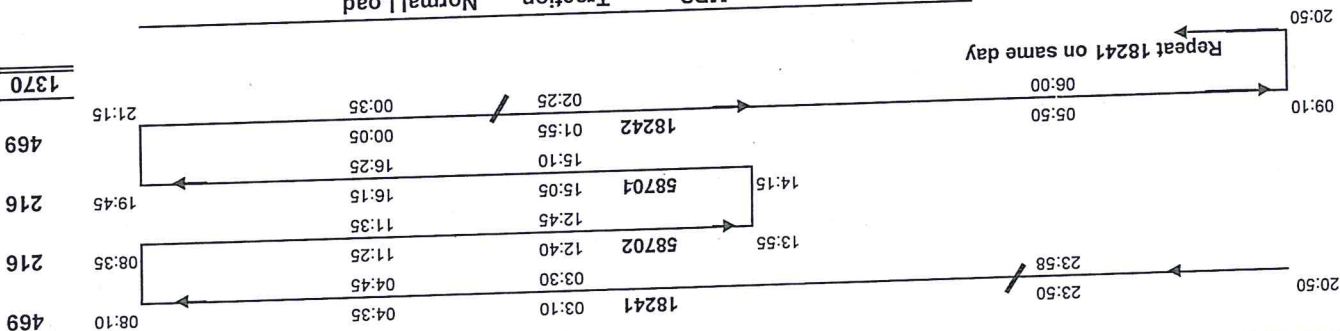 20:50 23:50 18241 03:10 04:35 08:10 469
23:58 03:30 04:45
13:55 58702 12:40 11:25 08:35 216
12:45 11:35
14:15 58701 15:05 16:15 19:45 216
15:10 16:25
09:10 05:50 18242 01:55 00:05 21:15 469
06:00 02:25 00:35
1370
Repeat 18241 on same day
20:50
Traction Normal Load